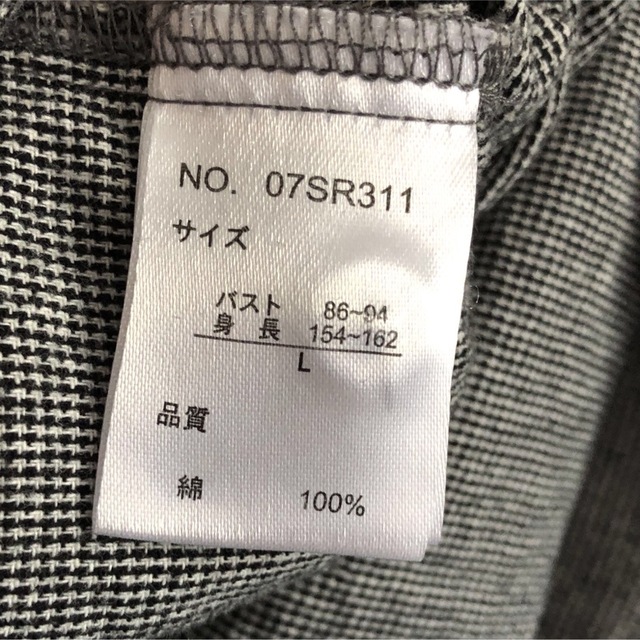 NO. 07SR311
サイズ
バスト 86~94
身長 154~162
L
品質
綿 100%